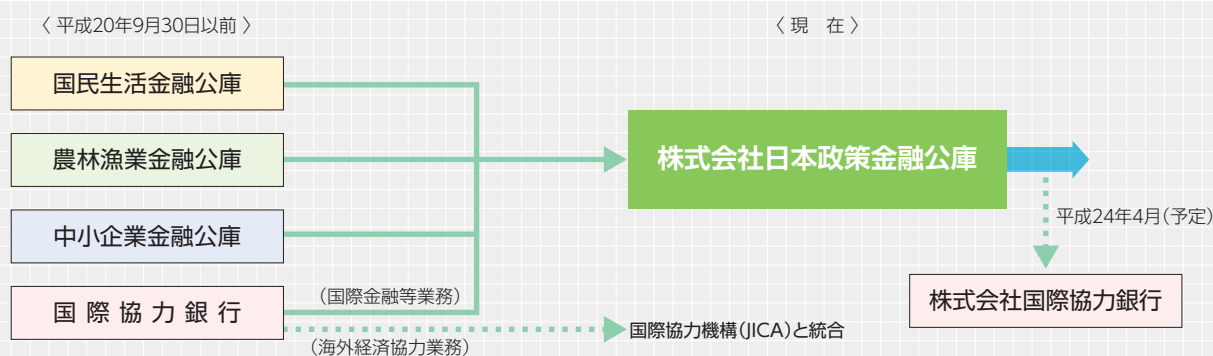 〈 平成20年9月30日以前 〉
〈 現　在 〉
国民生活金融公庫
農林漁業金融公庫
株式会社日本政策金融公庫
中小企業金融公庫
平成24年4月(予定)
国際協力銀行
(国際金融等業務)
株式会社国際協力銀行
国際協力機構(JICA)と統合
(海外経済協力業務)